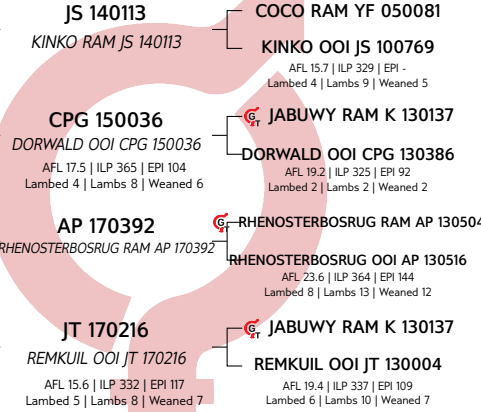 JS 140113
KINKO RAM JS 140113
COCO RAM YF 050081
KINKO OOI JS 100769
AFL 15.7 | ILP 329 | EPI -
Lambed 4 | Lambs 9 | Weaned 5
CPG 150036
DORWALD OOI CPG 150036
AFL 17.5 | ILP 365 | EPI 104
Lambed 4 | Lambs 8 | Weaned 6
GT JABUWY RAM K 130137
DORWALD OOI CPG 130386
AFL 19.2 | ILP 325 | EPI 92
Lambed 2 | Lambs 2 | Weaned 2
AP 170392
RHENOSTERBOSRUG RAM AP 170392
GT RHENOSTERBOSRUG RAM AP 130504
RHENOSTERBOSRUG OOI AP 130516
AFL 23.6 | ILP 364 | EPI 144
Lambed 8 | Lambs 13 | Weaned 12
JT 170216
REMKUIL OOI JT 170216
AFL 15.6 | ILP 332 | EPI 117
Lambed 5 | Lambs 8 | Weaned 7
GT JABUWY RAM K 130137
REMKUIL OOI JT 130004
AFL 19.4 | ILP 337 | EPI 109
Lambed 6 | Lambs 10 | Weaned 7